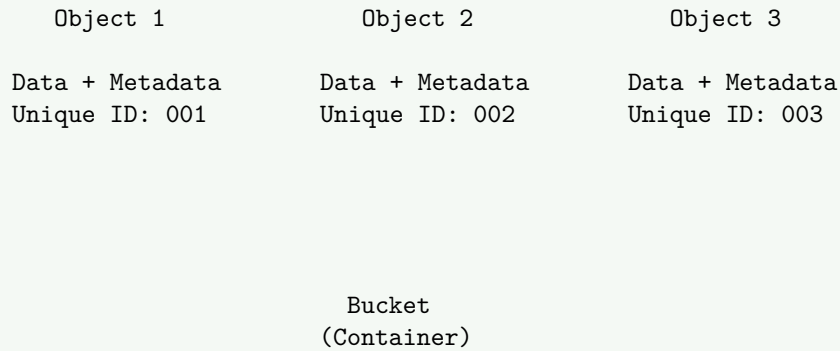 Object 1 Object 2 Object 3
Data + Metadata Data + Metadata Data + Metadata
Unique ID: 001 Unique ID: 002 Unique ID: 003
Bucket
(Container)